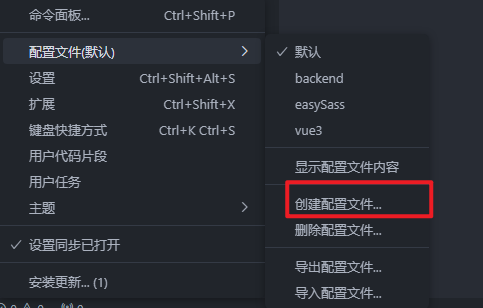 命令面板... Ctrl+Shift+P
配置文件(默认)
设置 Ctrl+Shift+Alt+S
扩展 Ctrl+Shift+X
键盘快捷方式 Ctrl+K Ctrl+S
用户代码片段
用户任务
主题
设置同步已打开
安装更新... (1)
默认
backend
easySass
vue3
显示配置文件内容
创建配置文件...
删除配置文件...
导出配置文件...
导入配置文件...